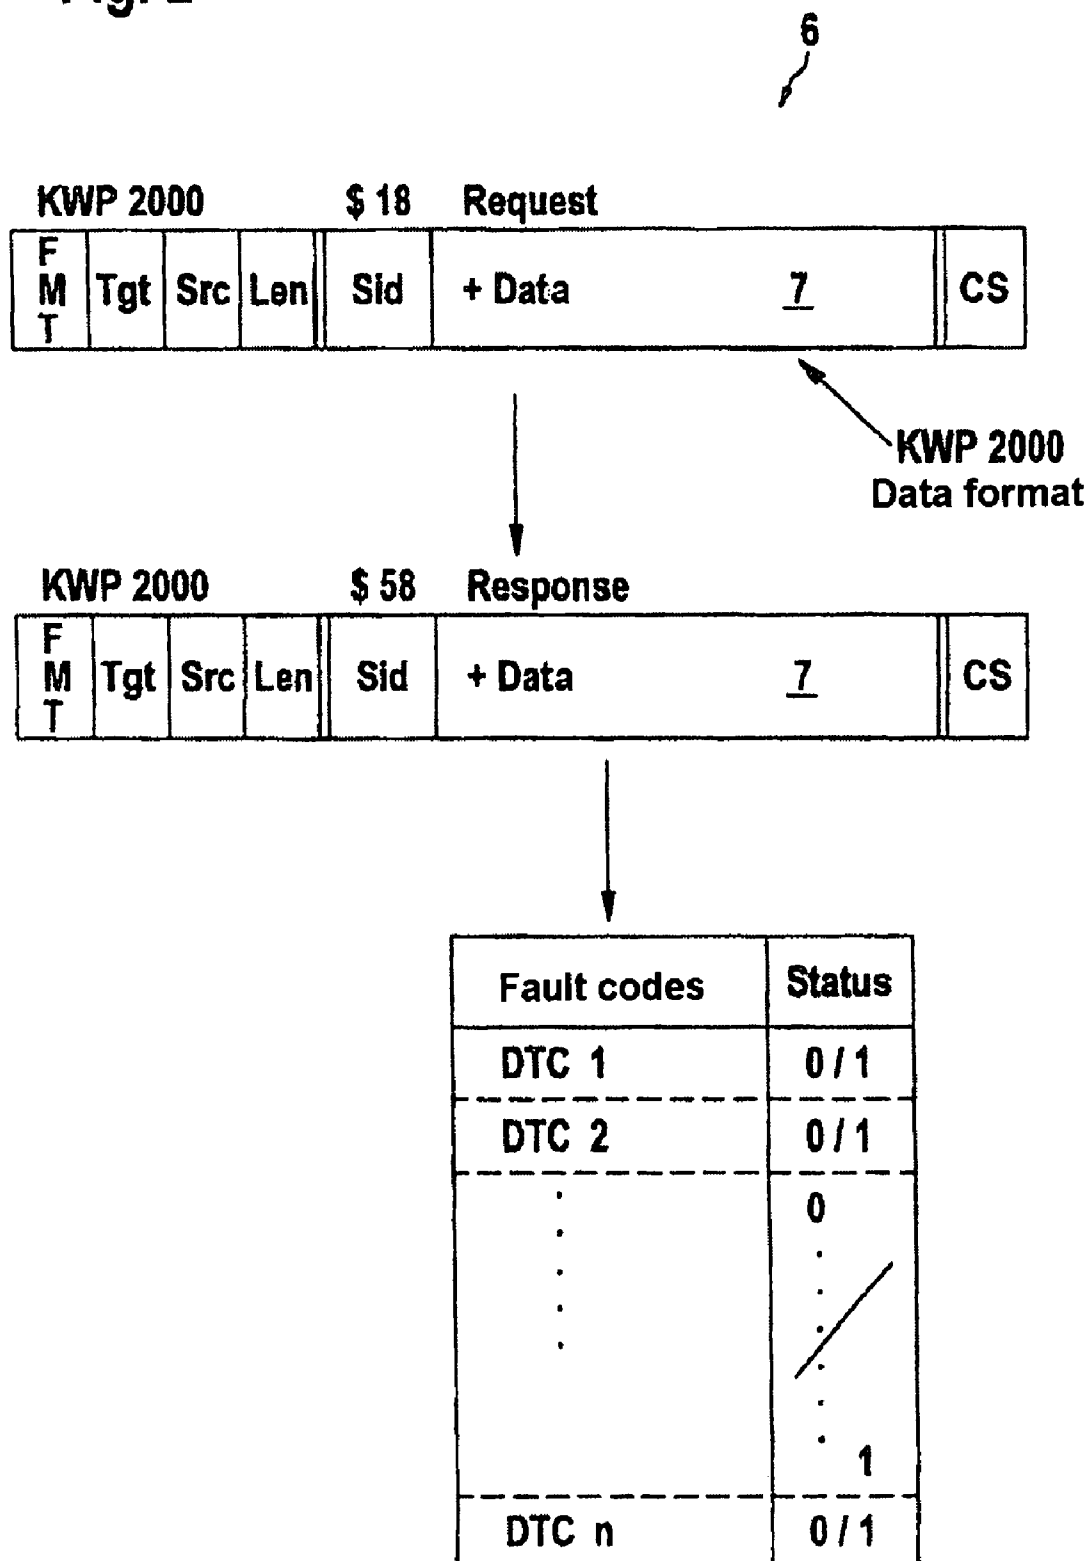 6
KWP 2000 $ 18 Request
FMT Tgt Src Len Sid + Data 7 CS
KWP 2000
Data format
KWP 2000 $ 58 Response
FMT Tgt Src Len Sid + Data 7 CS
Fault codes Status
DTC 1 0 / 1
DTC 2 0 / 1
0
1
DTC n 0 / 1